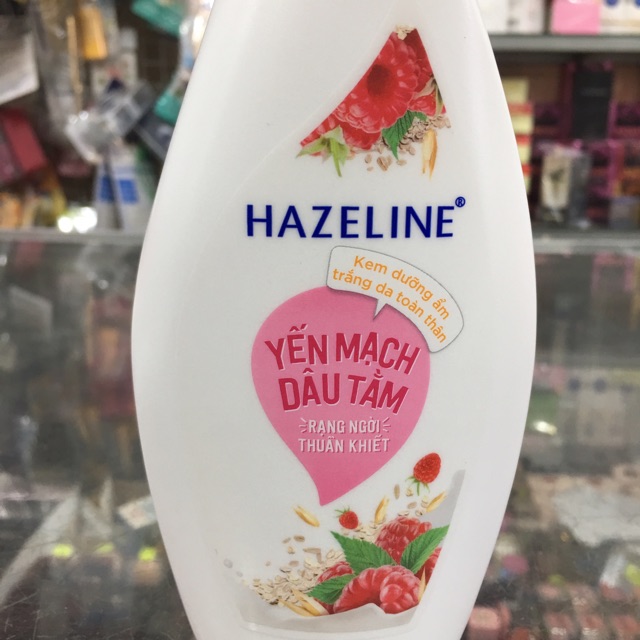 HAZELINE®
Kem dưỡng ẩm
trắng da toàn thân
YẾN MẠCH
DÂU TẰM
RẠNG NGỜI
THUẦN KHIẾT